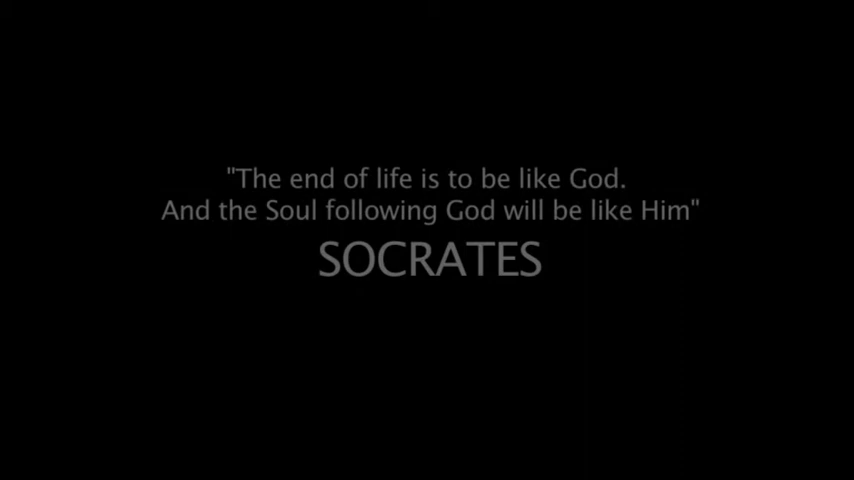 "The end of life is to be like God.
And the Soul following God will be like Him"
SOCRATES